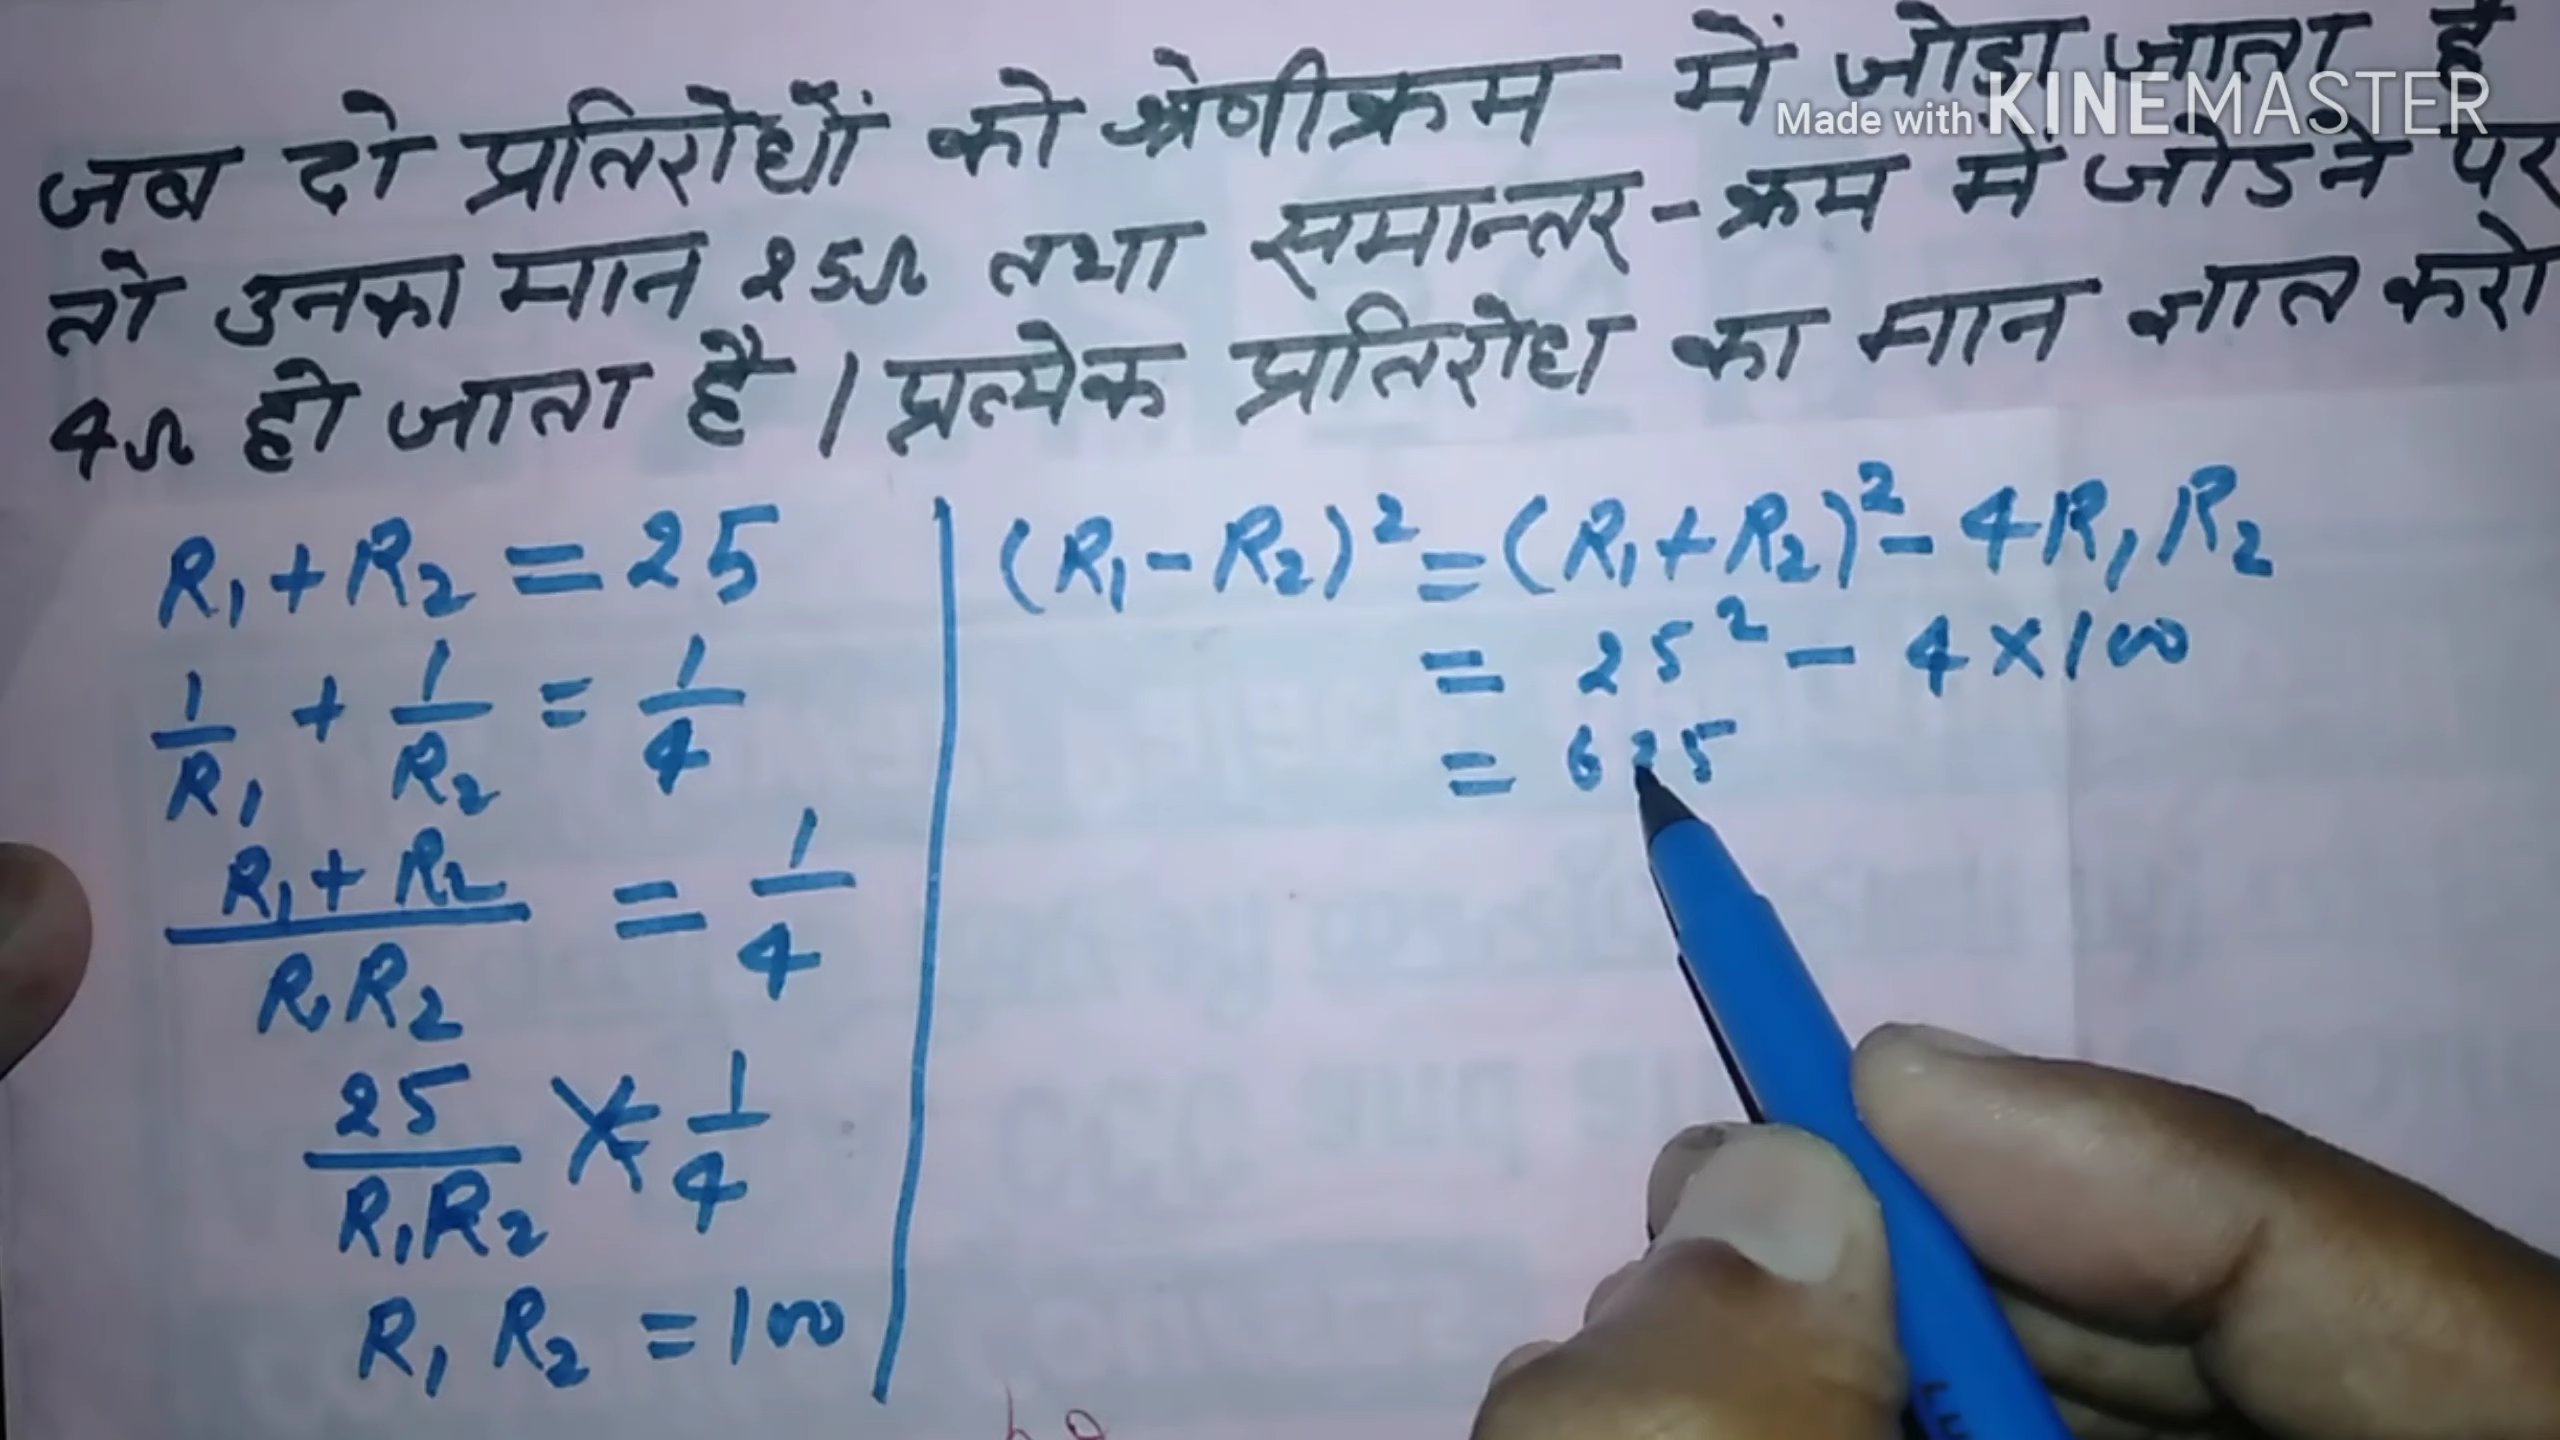 जब दो प्रतिरोधों को श्रेणीक्रम में जोडा जाता है
Made with KINEMASTER
तो उनका मान 25Ω तथा समान्तर-क्रम में जोडने पर
4Ω हो जाता है । प्रत्येक प्रतिरोध का मान ज्ञात करो
R₁ + R₂ = 25
1/R₁ + 1/R₂ = 1/4
R₁ + R₂ / R₁R₂ = 1/4
25 / R₁R₂ = 1/4
R₁ R₂ = 100
(R₁ - R₂)² = (R₁ + R₂)² - 4R₁R₂
= 25² - 4 × 100
= 625